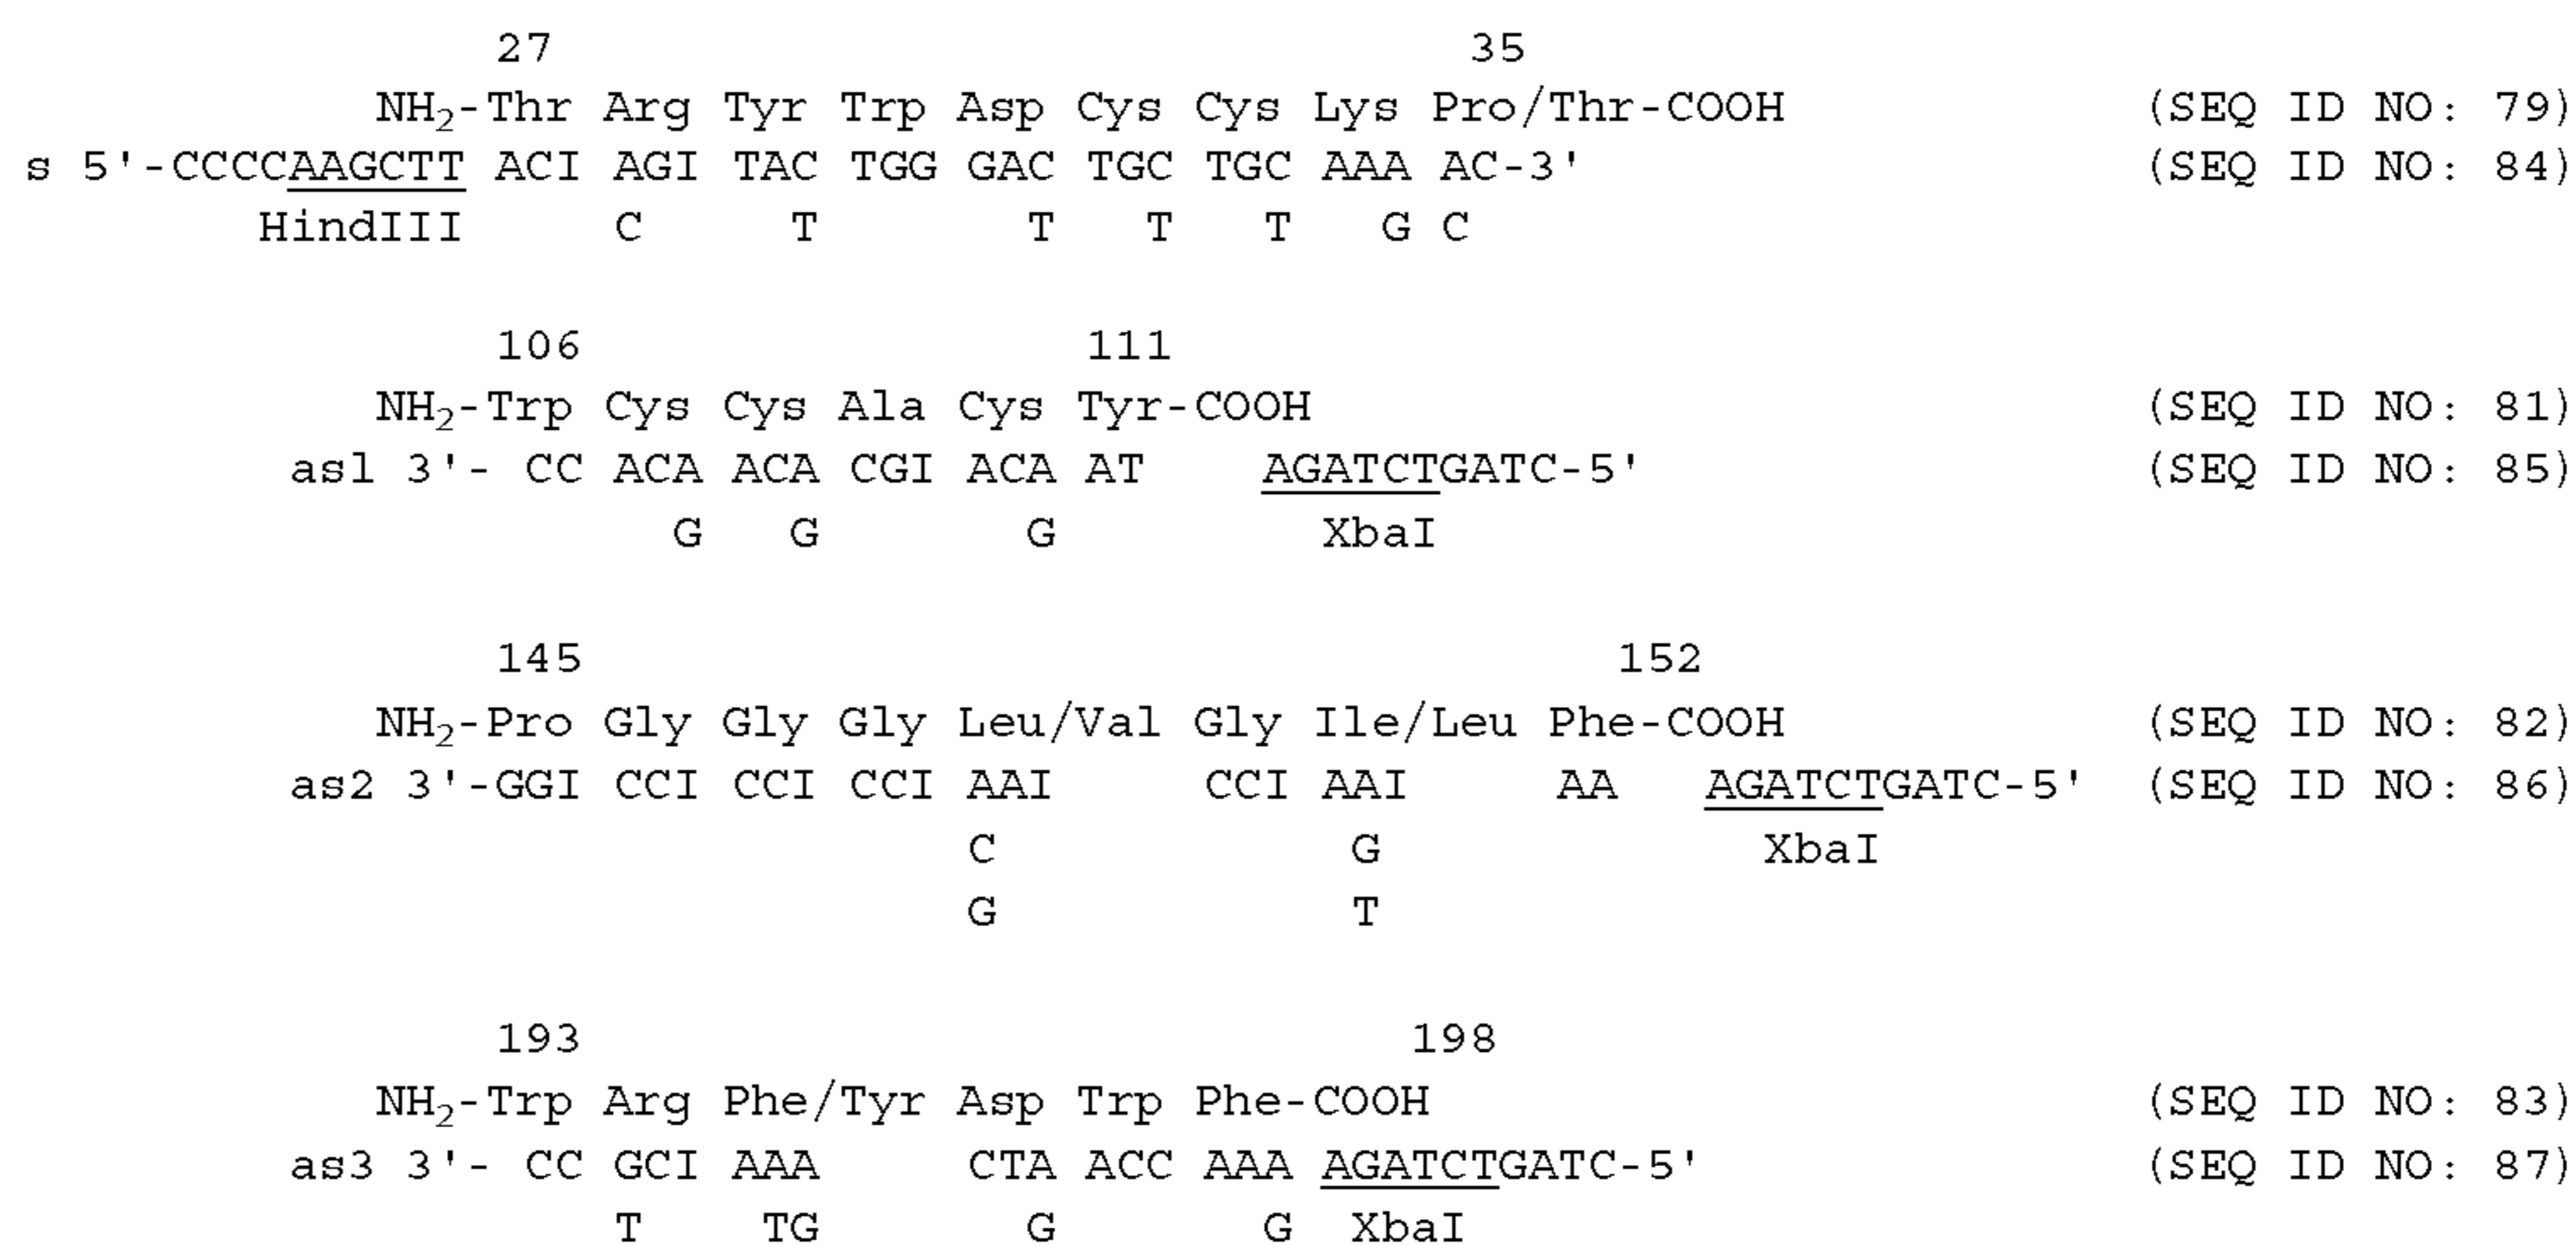 27 35
NH₂-Thr Arg Tyr Trp Asp Cys Cys Lys Pro/Thr-COOH (SEQ ID NO: 79)
s 5'-CCCCAAGCTT ACI AGI TAC TGG GAC TGC TGC AAA AC-3' (SEQ ID NO: 84)
HindIII C T T T T G C
106 111
NH₂-Trp Cys Cys Ala Cys Tyr-COOH (SEQ ID NO: 81)
as1 3'- CC ACA ACA CGI ACA AT AGATCTGATC-5' (SEQ ID NO: 85)
G G G XbaI
145 152
NH₂-Pro Gly Gly Gly Leu/Val Gly Ile/Leu Phe-COOH (SEQ ID NO: 82)
as2 3'-GGI CCI CCI CCI AAI CCI AAI AA AGATCTGATC-5' (SEQ ID NO: 86)
C G XbaI
G T
193 198
NH₂-Trp Arg Phe/Tyr Asp Trp Phe-COOH (SEQ ID NO: 83)
as3 3'- CC GCI AAA CTA ACC AAA AGATCTGATC-5' (SEQ ID NO: 87)
T TG G G XbaI